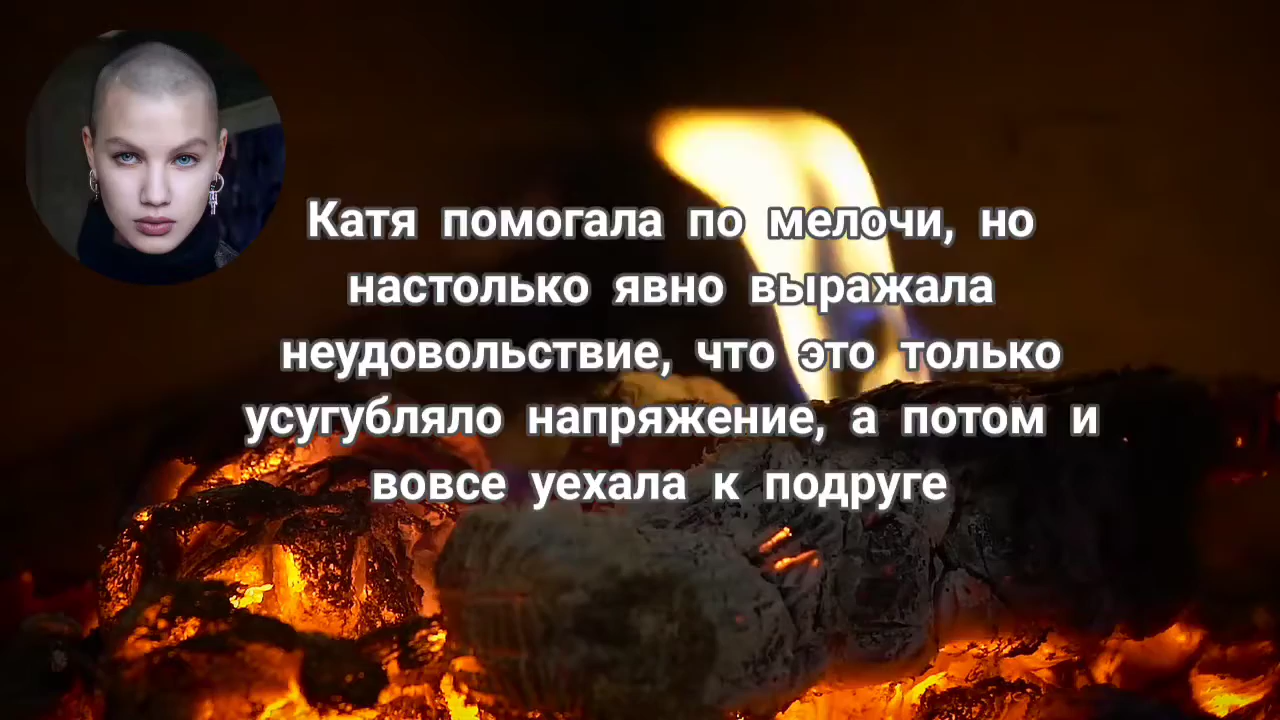 Катя помогала по мелочи, но
настолько явно выражала
неудовольствие, что это только
усугубляло напряжение, а потом и
вовсе уехала к подруге